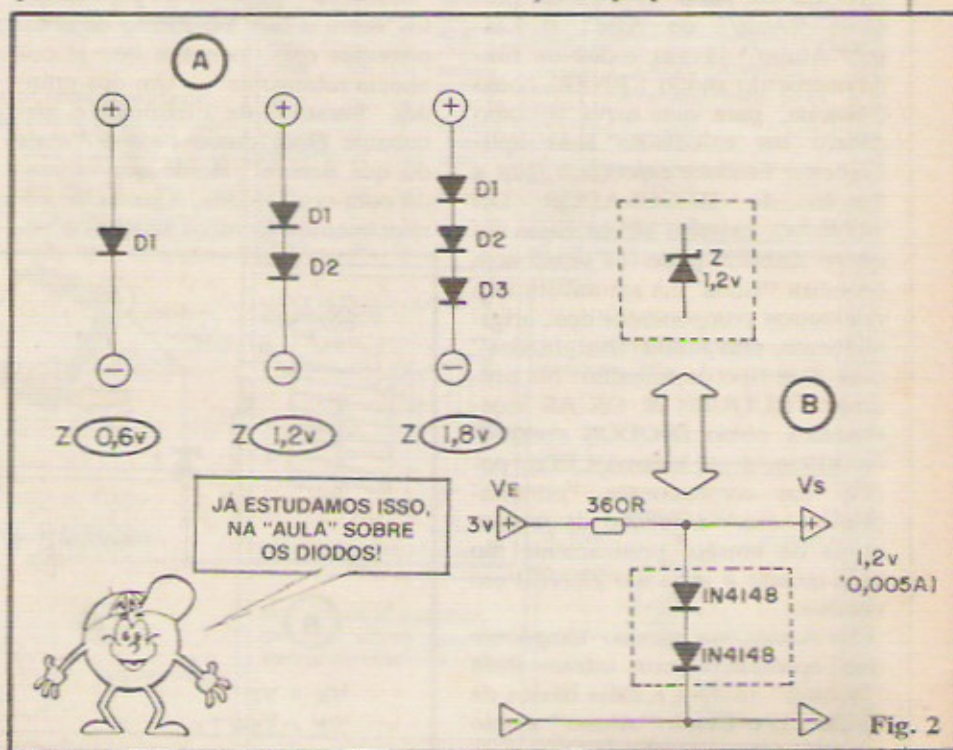 A
+
+
+
D1
D1
D2
D1
D2
D3
−
−
−
Z 0,6v
Z 1,2v
Z 1,8v
Z
1,2v
B
JÁ ESTUDAMOS ISSO,
NA "AULA" SOBRE
OS DIODOS!
VE
3v
+
360R
VS
+
1,2v
0,005A)
1N4148
1N4148
−
−
Fig. 2